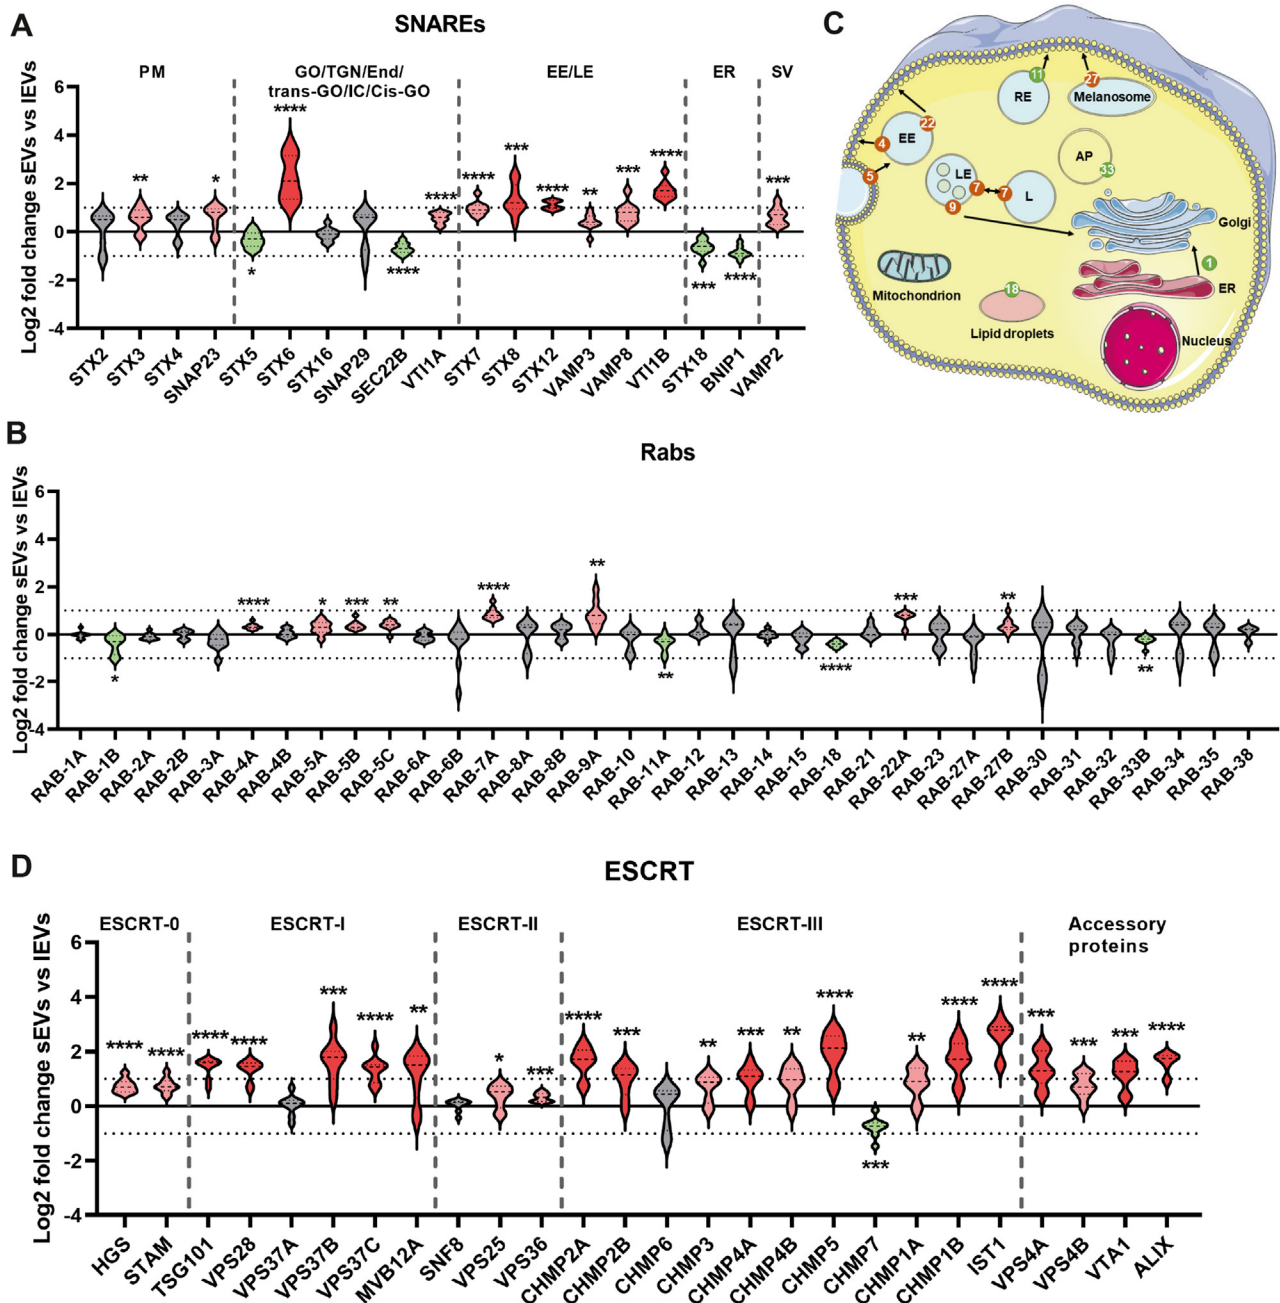 A
SNAREs
PM
GO/TGN/End/
trans-GO/IC/Cis-GO
EE/LE
ER
SV
Log2 fold change sEVs vs lEVs
6
4
2
0
-2
-4
**
*
*
****
****
****
****
***
****
**
***
****
***
****
***
STX2
STX3
STX4
SNAP23
STX5
STX6
STX16
SNAP29
SEC22B
VTI1A
STX7
STX8
STX12
VAMP3
VAMP8
VTI1B
STX18
BNIP1
VAMP2
C
11
RE
27
Melanosome
22
EE
4
5
AP
33
LE
7
7
L
9
Golgi
1
ER
Mitochondrion
18
Lipid droplets
Nucleus
B
Rabs
Log2 fold change sEVs vs lEVs
6
4
2
0
-2
-4
*
****
*
***
**
****
**
**
****
***
**
**
RAB-1A
RAB-1B
RAB-2A
RAB-2B
RAB-3A
RAB-4A
RAB-4B
RAB-5A
RAB-5B
RAB-5C
RAB-6A
RAB-6B
RAB-7A
RAB-8A
RAB-8B
RAB-9A
RAB-10
RAB-11A
RAB-12
RAB-13
RAB-14
RAB-15
RAB-18
RAB-21
RAB-22A
RAB-23
RAB-27A
RAB-27B
RAB-30
RAB-31
RAB-32
RAB-33B
RAB-34
RAB-35
RAB-38
D
ESCRT
ESCRT-0
ESCRT-I
ESCRT-II
ESCRT-III
Accessory
proteins
Log2 fold change sEVs vs lEVs
6
4
2
0
-2
-4
****
****
****
****
***
****
**
*
***
****
***
**
***
**
****
***
**
****
****
***
***
***
****
HGS
STAM
TSG101
VPS28
VPS37A
VPS37B
VPS37C
MVB12A
SNF8
VPS25
VPS36
CHMP2A
CHMP2B
CHMP6
CHMP3
CHMP4A
CHMP4B
CHMP5
CHMP7
CHMP1A
CHMP1B
IST1
VPS4A
VPS4B
VTA1
ALIX